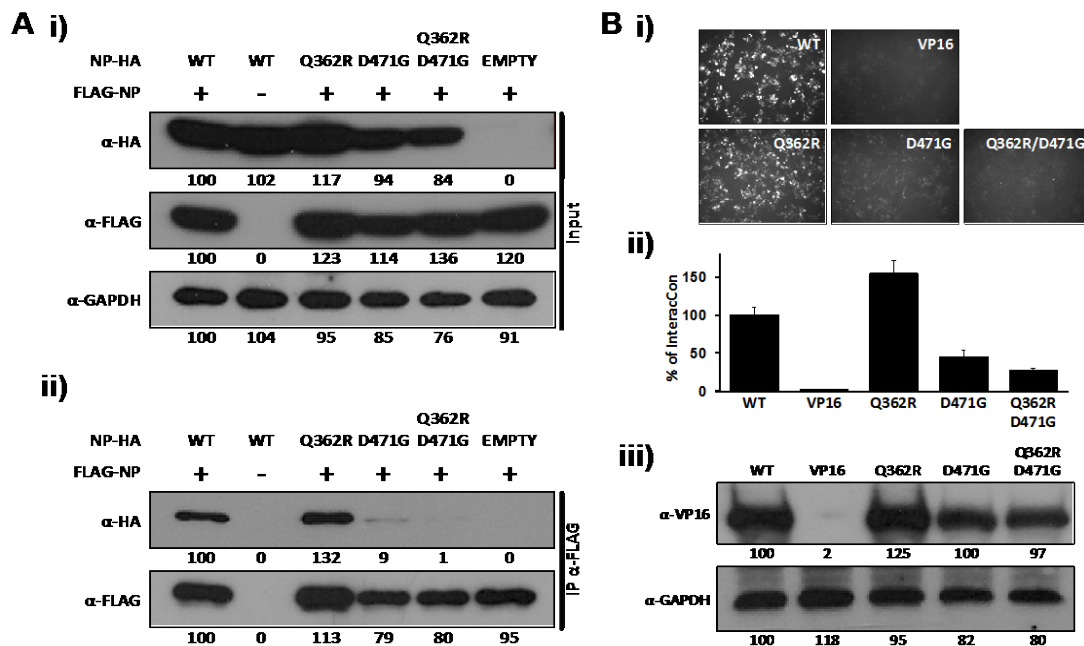 A i)
Q362R
NP-HA WT WT Q362R D471G D471G EMPTY
FLAG-NP + - + + + +
α-HA
100 102 117 94 84 0
α-FLAG
100 0 123 114 136 120
α-GAPDH
100 104 95 85 76 91
Input
ii)
Q362R
NP-HA WT WT Q362R D471G D471G EMPTY
FLAG-NP + - + + + +
α-HA
100 0 132 9 1 0
α-FLAG
100 0 113 79 80 95
IP α-FLAG
B i)
WT VP16
Q362R D471G Q362R/D471G
ii)
% of InteracCon
150
100
50
0
WT VP16 Q362R D471G Q362R
D471G
iii)
Q362R
WT VP16 Q362R D471G D471G
α-VP16
100 2 125 100 97
α-GAPDH
100 118 95 82 80